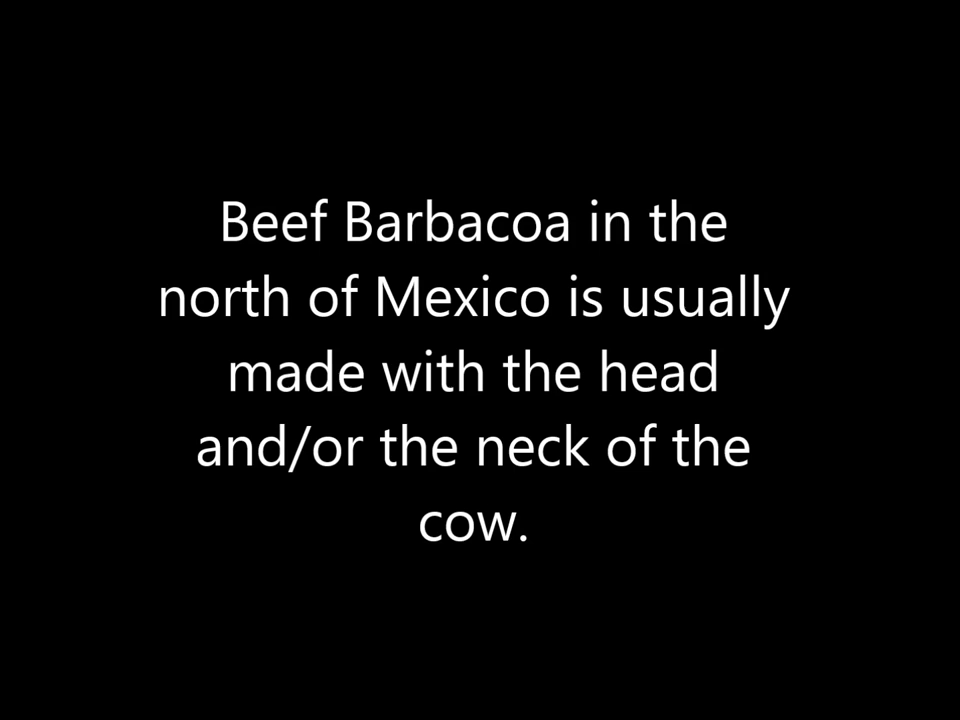 Beef Barbacoa in the
north of Mexico is usually
made with the head
and/or the neck of the
cow.